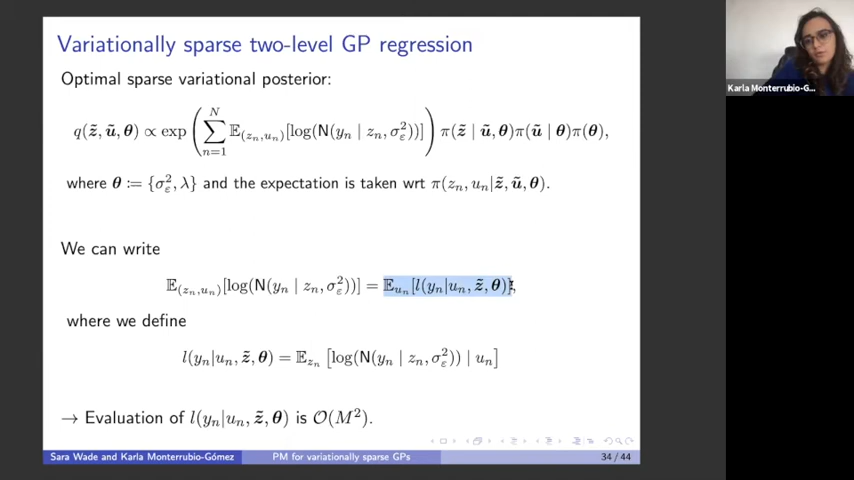 Variationally sparse two-level GP regression
Optimal sparse variational posterior:
q(z̃, ũ, θ) ∝ exp ( ∑_{n=1}^{N} 𝔼_{(z_n,u_n)}[log(N(y_n | z_n, σ_ε^2))] ) π(z̃ | ũ, θ)π(ũ | θ)π(θ),
where θ := {σ_ε^2, λ} and the expectation is taken wrt π(z_n, u_n|z̃, ũ, θ).
We can write
𝔼_{(z_n,u_n)}[log(N(y_n | z_n, σ_ε^2))] = 𝔼_{u_n}[l(y_n|u_n, z̃, θ)],
where we define
l(y_n|u_n, z̃, θ) = 𝔼_{z_n} [log(N(y_n | z_n, σ_ε^2)) | u_n]
→ Evaluation of l(y_n|u_n, z̃, θ) is 𝒪(M^2).
Sara Wade and Karla Monterrubio-Gómez PM for variationally sparse GPs 34 / 44
Karla Monterrubio-G...